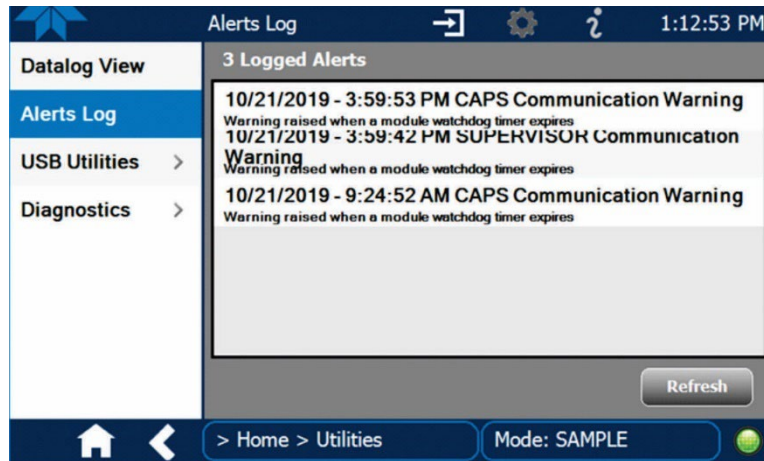 Alerts Log
1:12:53 PM
Datalog View
Alerts Log
USB Utilities >
Diagnostics >
3 Logged Alerts
10/21/2019 - 3:59:53 PM CAPS Communication Warning
Warning raised when a module watchdog timer expires
10/21/2019 - 3:59:42 PM SUPERVISOR Communication
Warning
Warning raised when a module watchdog timer expires
10/21/2019 - 9:24:52 AM CAPS Communication Warning
Warning raised when a module watchdog timer expires
Refresh
> Home > Utilities
Mode: SAMPLE